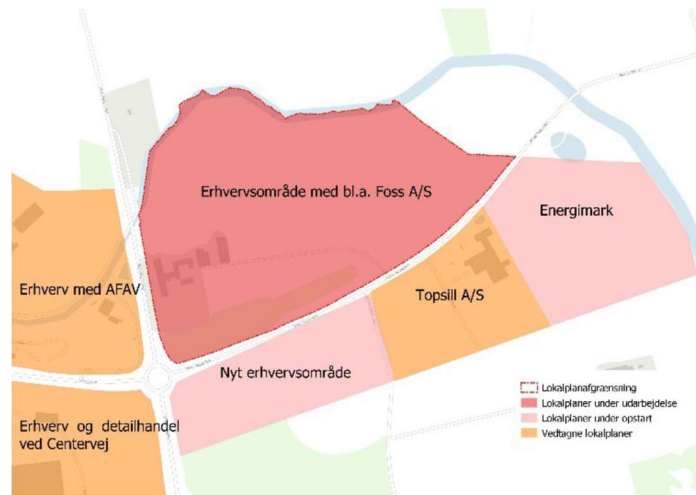 Erhvervsområde med bl.a. Foss A/S
Energimark
Erhverv med AFAV
Topsill A/S
Nyt erhvervsområde
Erhverv og detailhandel
ved Centervej
Lokalplanafgrænsning
Lokalplaner under udarbejdelse
Lokalplaner under opstart
Vedtagne lokalplaner